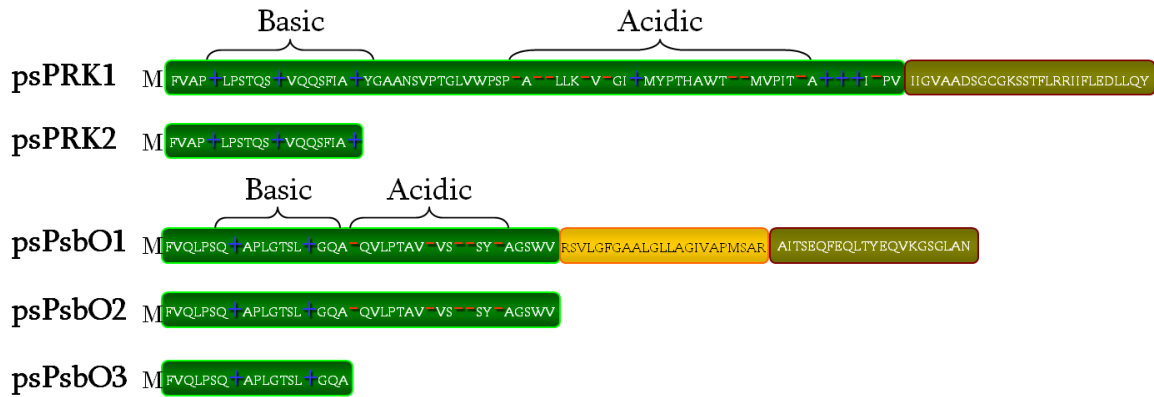 Basic Acidic
psPRK1 M FVAP+LPSTQS+VQQSFIA+YGAANSVPTGLVWPSP-A--LLK-V-GI+MYPTHAWT--MVPIT-A+++I-PV IIGVAADSGCGKSSTFLRRIIFLEDLLQY
psPRK2 M FVAP+LPSTQS+VQQSFIA+
Basic Acidic
psPsbO1 M FVQLPSQ+APLGTSL+GQA-QVLPTAV-VS--SY-AGSWV RSVLGFGAALGLLAGIVAPMSAR AITSEQFEQLTYEQVKGSGLAN
psPsbO2 M FVQLPSQ+APLGTSL+GQA-QVLPTAV-VS--SY-AGSWV
psPsbO3 M FVQLPSQ+APLGTSL+GQA